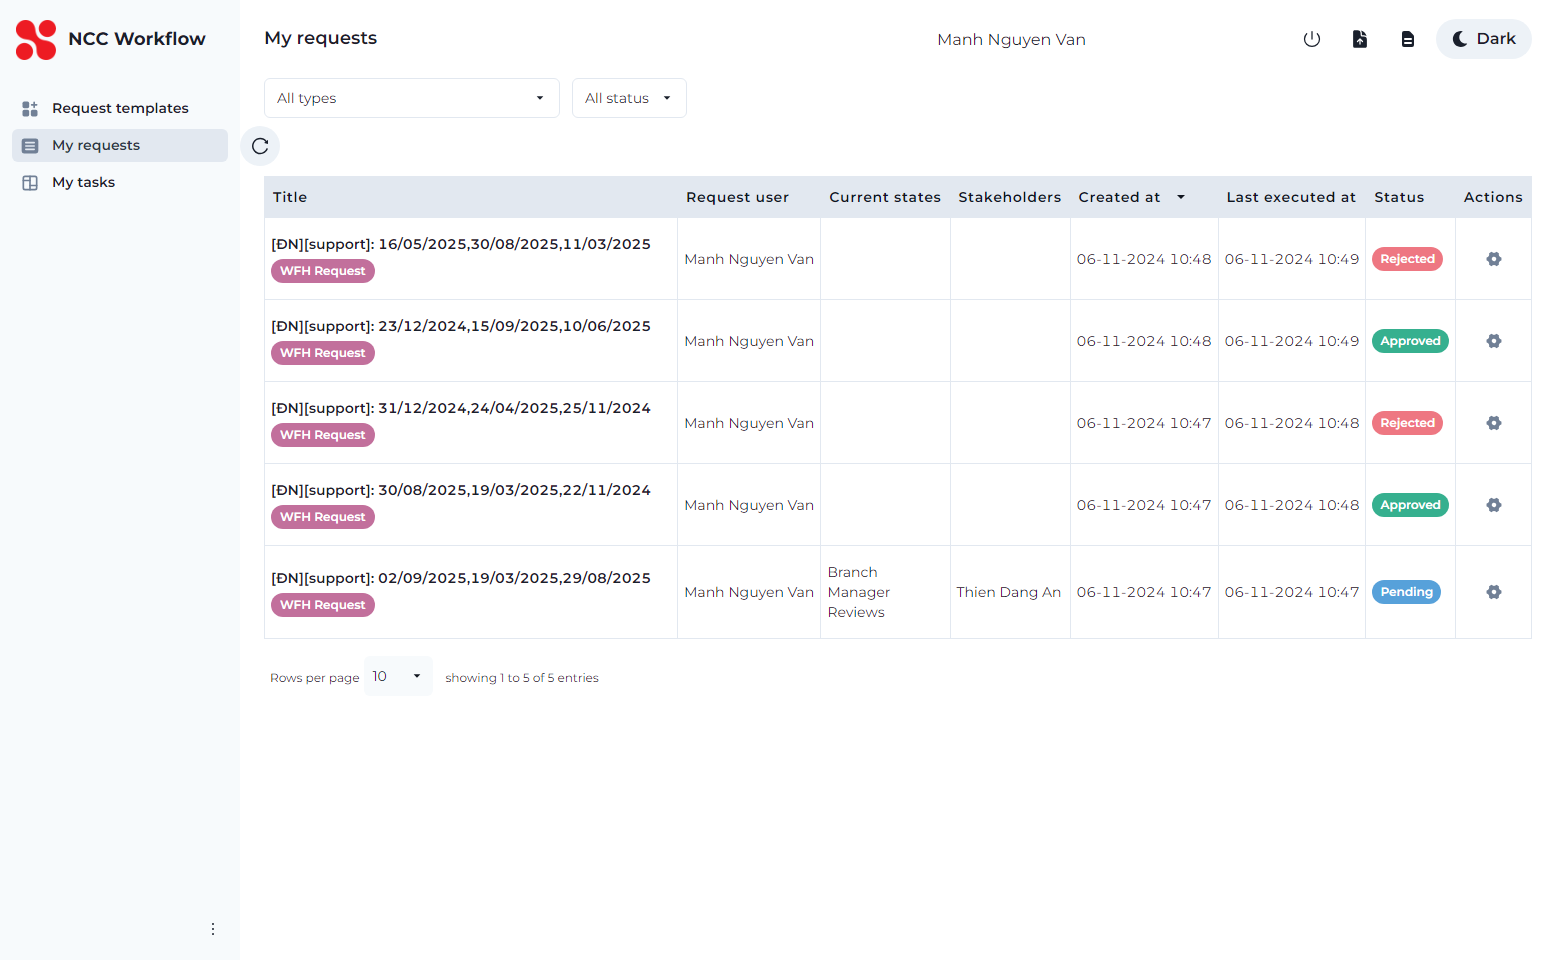 NCC Workflow
Request templates
My requests
My tasks
My requests
Manh Nguyen Van
Dark
All types
All status
Title
Request user
Current states
Stakeholders
Created at
Last executed at
Status
Actions
[ĐN][support]: 16/05/2025,30/08/2025,11/03/2025
WFH Request
Manh Nguyen Van
06-11-2024 10:48
06-11-2024 10:49
Rejected
[ĐN][support]: 23/12/2024,15/09/2025,10/06/2025
WFH Request
Manh Nguyen Van
06-11-2024 10:48
06-11-2024 10:49
Approved
[ĐN][support]: 31/12/2024,24/04/2025,25/11/2024
WFH Request
Manh Nguyen Van
06-11-2024 10:47
06-11-2024 10:48
Rejected
[ĐN][support]: 30/08/2025,19/03/2025,22/11/2024
WFH Request
Manh Nguyen Van
06-11-2024 10:47
06-11-2024 10:48
Approved
[ĐN][support]: 02/09/2025,19/03/2025,29/08/2025
WFH Request
Manh Nguyen Van
Branch
Manager
Reviews
Thien Dang An
06-11-2024 10:47
06-11-2024 10:47
Pending
Rows per page
10
showing 1 to 5 of 5 entries